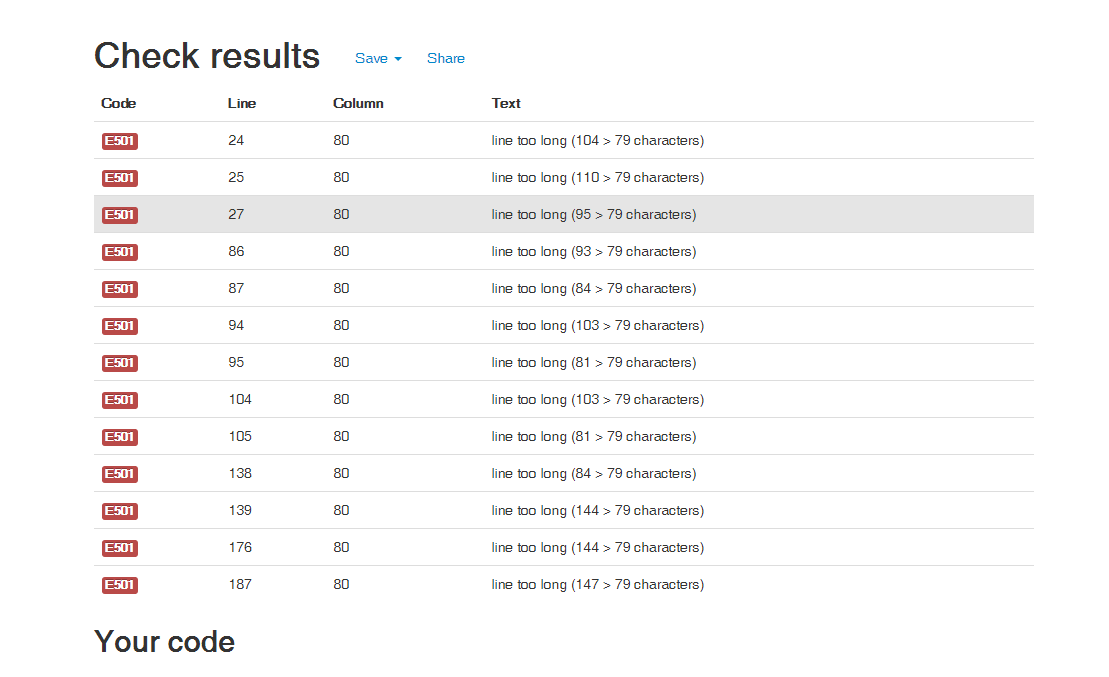 Check results Save Share
Code Line Column Text
E501 24 80 line too long (104 > 79 characters)
E501 25 80 line too long (110 > 79 characters)
E501 27 80 line too long (95 > 79 characters)
E501 86 80 line too long (93 > 79 characters)
E501 87 80 line too long (84 > 79 characters)
E501 94 80 line too long (103 > 79 characters)
E501 95 80 line too long (81 > 79 characters)
E501 104 80 line too long (103 > 79 characters)
E501 105 80 line too long (81 > 79 characters)
E501 138 80 line too long (84 > 79 characters)
E501 139 80 line too long (144 > 79 characters)
E501 176 80 line too long (144 > 79 characters)
E501 187 80 line too long (147 > 79 characters)
Your code